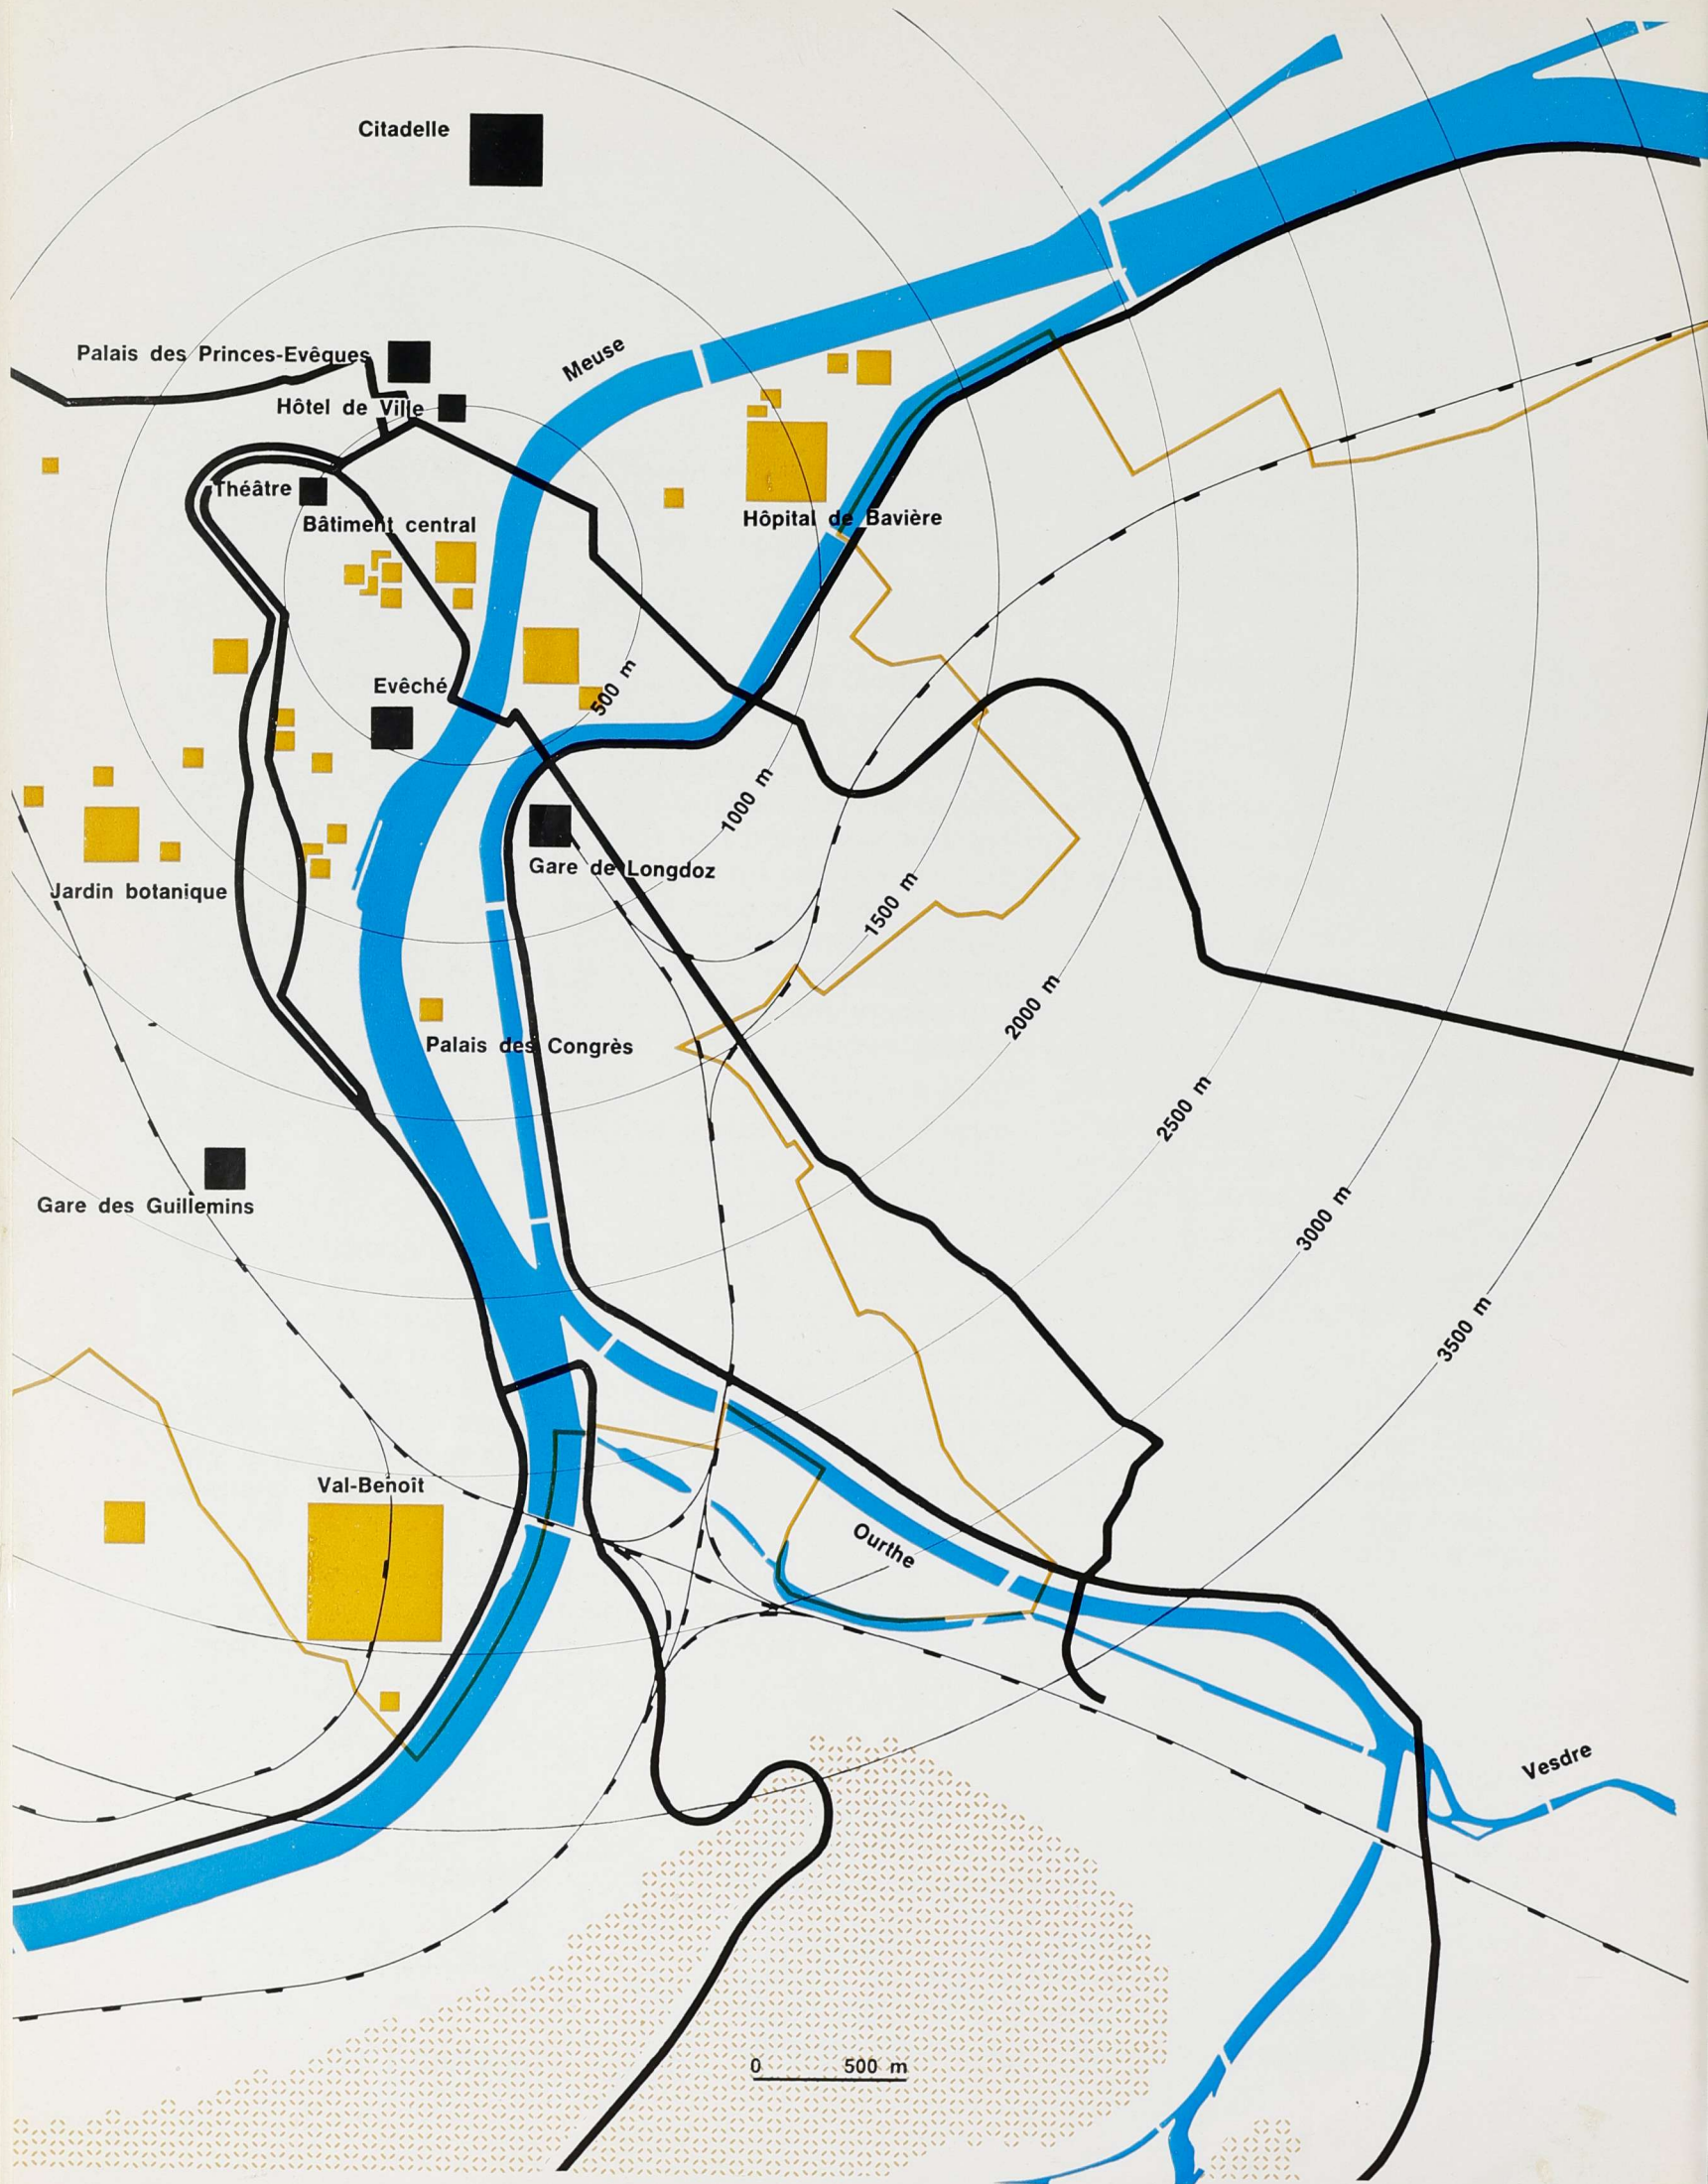 Citadelle
Meuse
Palais des Princes-Evêques
Hôtel de Ville
Théâtre
Bâtiment central
Hôpital de Bavière
Evêché
500 m
1000 m
Gare de Longdoz
Jardin botanique
1500 m
2000 m
Palais des Congrès
2500 m
Gare des Guillemins
3000 m
3500 m
Val-Benoît
Ourthe
Vesdre
0 500 m